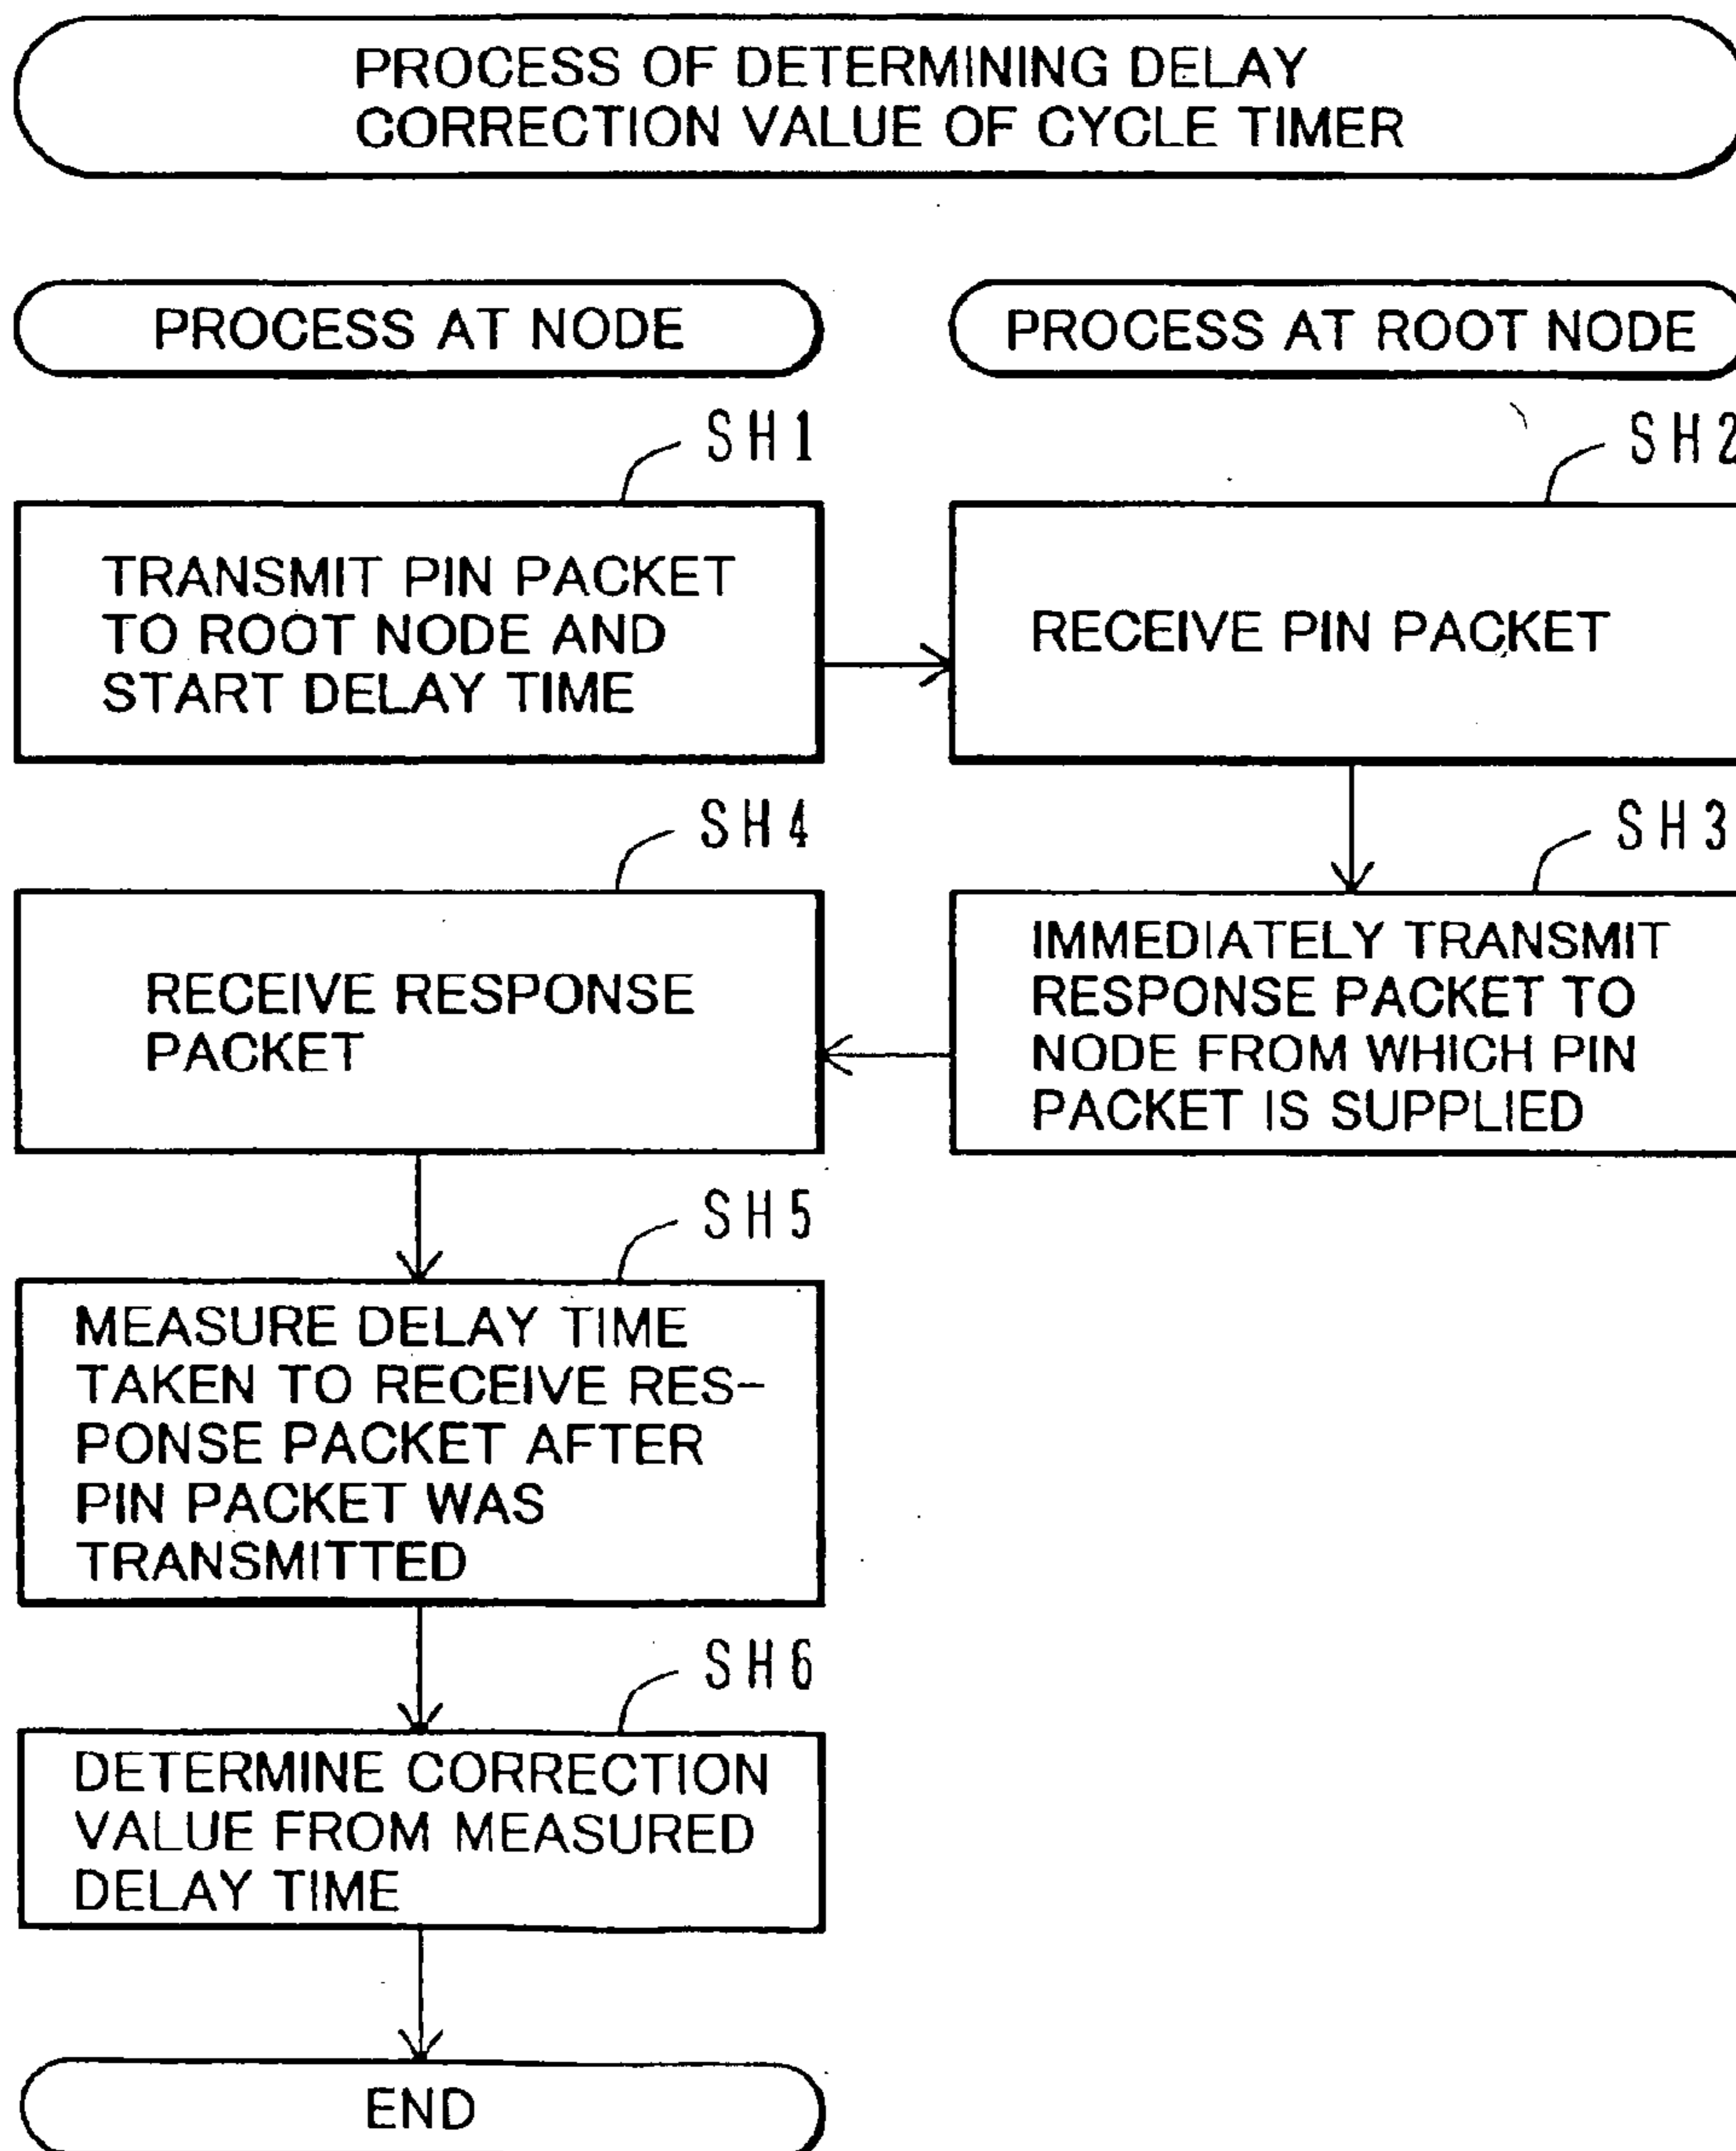 PROCESS OF DETERMINING DELAY
CORRECTION VALUE OF CYCLE TIMER
PROCESS AT NODE
PROCESS AT ROOT NODE
SH1
TRANSMIT PIN PACKET
TO ROOT NODE AND
START DELAY TIME
SH2
RECEIVE PIN PACKET
SH3
IMMEDIATELY TRANSMIT
RESPONSE PACKET TO
NODE FROM WHICH PIN
PACKET IS SUPPLIED
SH4
RECEIVE RESPONSE
PACKET
SH5
MEASURE DELAY TIME
TAKEN TO RECEIVE RES-
PONSE PACKET AFTER
PIN PACKET WAS
TRANSMITTED
SH6
DETERMINE CORRECTION
VALUE FROM MEASURED
DELAY TIME
END